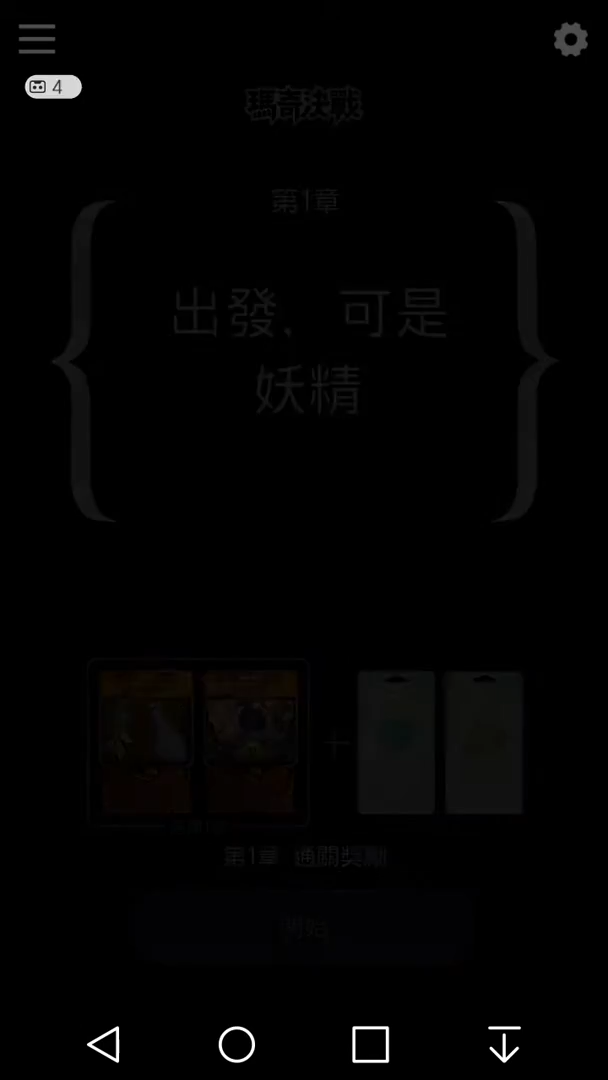 4
瑪奇決戰
第1章
出發, 可是
妖精
第1章 通關獎勵
開始